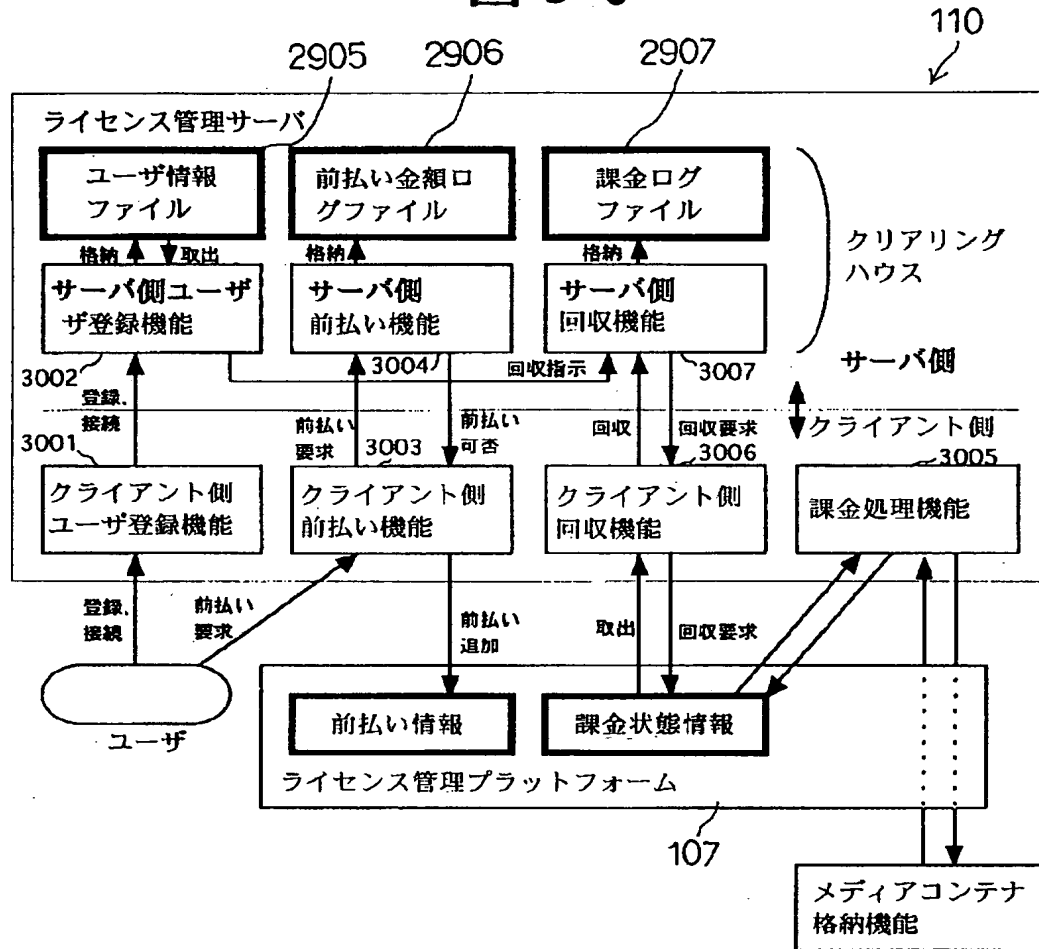 110
2905
2906
2907
ライセンス管理サーバ
ユーザ情報
ファイル
前払い金額ロ
グファイル
課金ログ
ファイル
クリアリング
ハウス
格納
取出
格納
格納
サーバ側ユーザ
ザ登録機能
サーバ側
前払い機能
サーバ側
回収機能
3002
3004
回収指示
3007
サーバ側
登録、
接続
前払い
要求
前払い
可否
回収
回収要求
クライアント側
3001
3003
3006
3005
クライアント側
ユーザ登録機能
クライアント側
前払い機能
クライアント側
回収機能
課金処理機能
登録、
接続
前払い
要求
前払い
追加
取出
回収要求
ユーザ
前払い情報
課金状態情報
ライセンス管理プラットフォーム
107
メディアコンテナ
格納機能